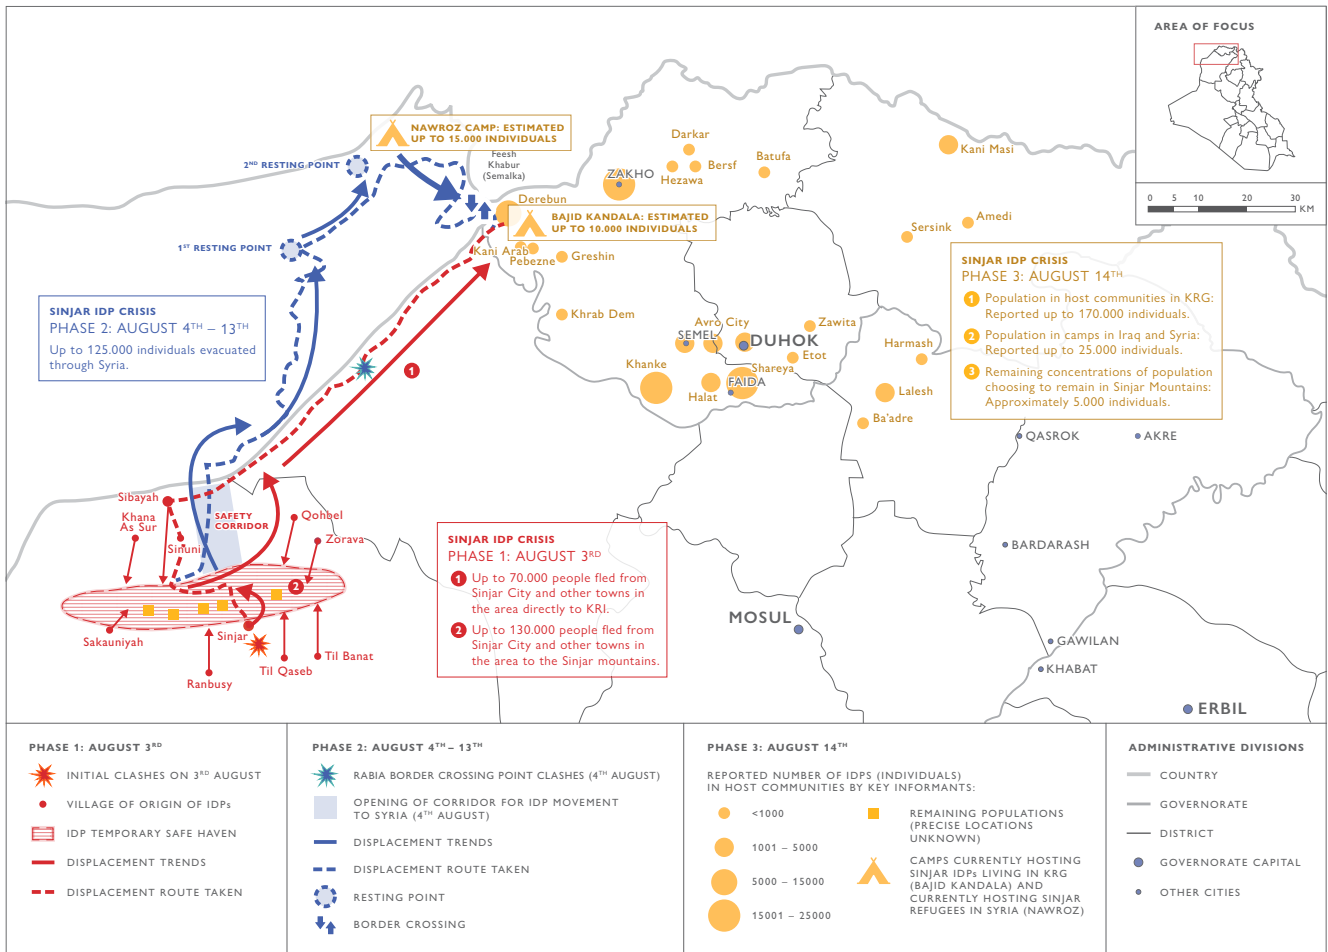 AREA OF FOCUS
0 5 10 20 30 KM
NAWROZ CAMP: ESTIMATED
UP TO 15.000 INDIVIDUALS
2ND RESTING POINT
Feesh
Khabur
(Semalka)
1ST RESTING POINT
Derebun
BAJID KANDALA: ESTIMATED
UP TO 10.000 INDIVIDUALS
Kani Arab
Pebezne
Greshin
Khrab Dem
ZAKHO
Darkar
Hezawa
Bersf
Batufa
Kani Masi
Amedi
Sersink
Avro City
SEMEL
DUHOK
Zawita
Etot
Khanke
Shareya
FAIDA
Halat
Harmash
Lalesh
Ba'adre
QASROK
AKRE
BARDARASH
MOSUL
GAWILAN
KHABAT
ERBIL
SINJAR IDP CRISIS
PHASE 3: AUGUST 14TH
1 Population in host communities in KRG:
Reported up to 170.000 individuals.
2 Population in camps in Iraq and Syria:
Reported up to 25.000 individuals.
3 Remaining concentrations of population
choosing to remain in Sinjar Mountains:
Approximately 5.000 individuals.
SINJAR IDP CRISIS
PHASE 2: AUGUST 4TH – 13TH
Up to 125.000 individuals evacuated
through Syria.
1
Sibayah
Khana
As Sur
Sinuni
SAFETY
CORRIDOR
Qohbel
Zorava
2
Sakauniyah
Sinjar
Ranbusy
Til Qaseb
Til Banat
SINJAR IDP CRISIS
PHASE 1: AUGUST 3RD
1 Up to 70.000 people fled from
Sinjar City and other towns in
the area directly to KRI.
2 Up to 130.000 people fled from
Sinjar City and other towns in
the area to the Sinjar mountains.
PHASE 1: AUGUST 3RD
INITIAL CLASHES ON 3RD AUGUST
VILLAGE OF ORIGIN OF IDPs
IDP TEMPORARY SAFE HAVEN
DISPLACEMENT TRENDS
DISPLACEMENT ROUTE TAKEN
PHASE 2: AUGUST 4TH – 13TH
RABIA BORDER CROSSING POINT CLASHES (4TH AUGUST)
OPENING OF CORRIDOR FOR IDP MOVEMENT
TO SYRIA (4TH AUGUST)
DISPLACEMENT TRENDS
DISPLACEMENT ROUTE TAKEN
RESTING POINT
BORDER CROSSING
PHASE 3: AUGUST 14TH
REPORTED NUMBER OF IDPS (INDIVIDUALS)
IN HOST COMMUNITIES BY KEY INFORMANTS:
<1000
1001 – 5000
5000 – 15000
15001 – 25000
REMAINING POPULATIONS
(PRECISE LOCATIONS
UNKNOWN)
CAMPS CURRENTLY HOSTING
SINJAR IDPs LIVING IN KRG
(BAJID KANDALA) AND
CURRENTLY HOSTING SINJAR
REFUGEES IN SYRIA (NAWROZ)
ADMINISTRATIVE DIVISIONS
COUNTRY
GOVERNORATE
DISTRICT
GOVERNORATE CAPITAL
OTHER CITIES